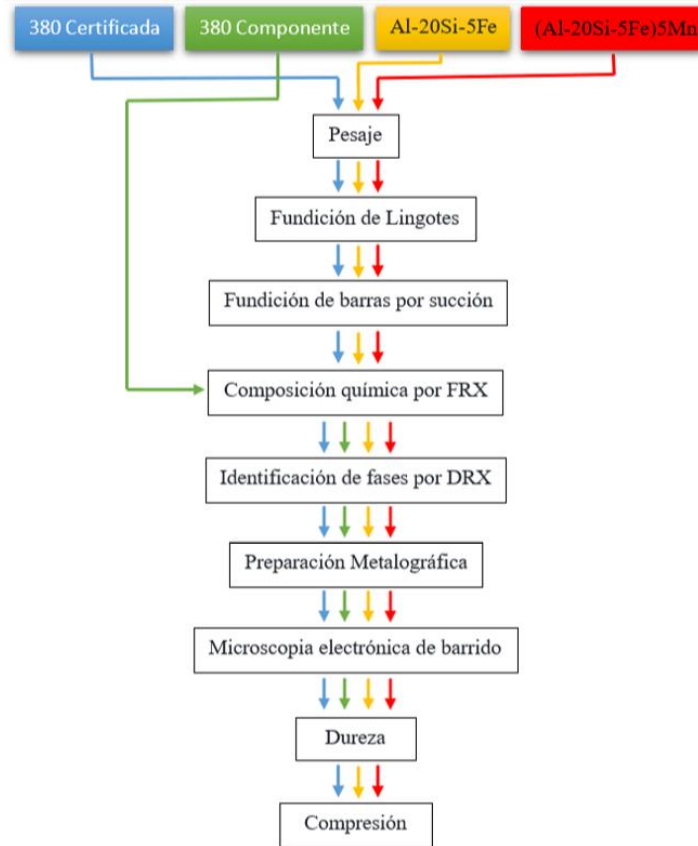 380 Certificada
380 Componente
Al-20Si-5Fe
(Al-20Si-5Fe)5Mn
Pesaje
Fundición de Lingotes
Fundición de barras por succión
Composición química por FRX
Identificación de fases por DRX
Preparación Metalográfica
Microscopia electrónica de barrido
Dureza
Compresión